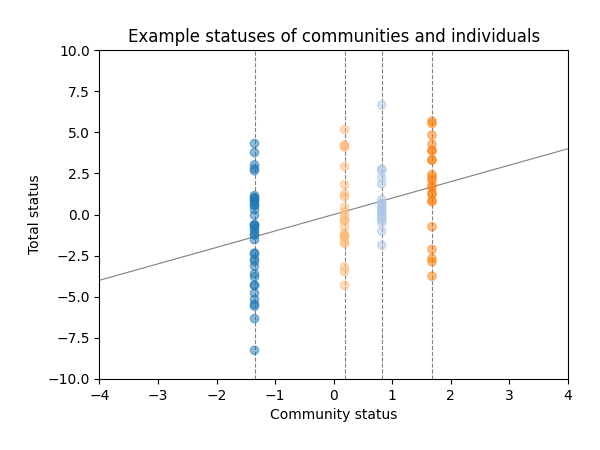 Example statuses of communities and individuals
10.0
7.5
5.0
2.5
0.0
−2.5
−5.0
−7.5
−10.0
Total status
−4 −3 −2 −1 0 1 2 3 4
Community status